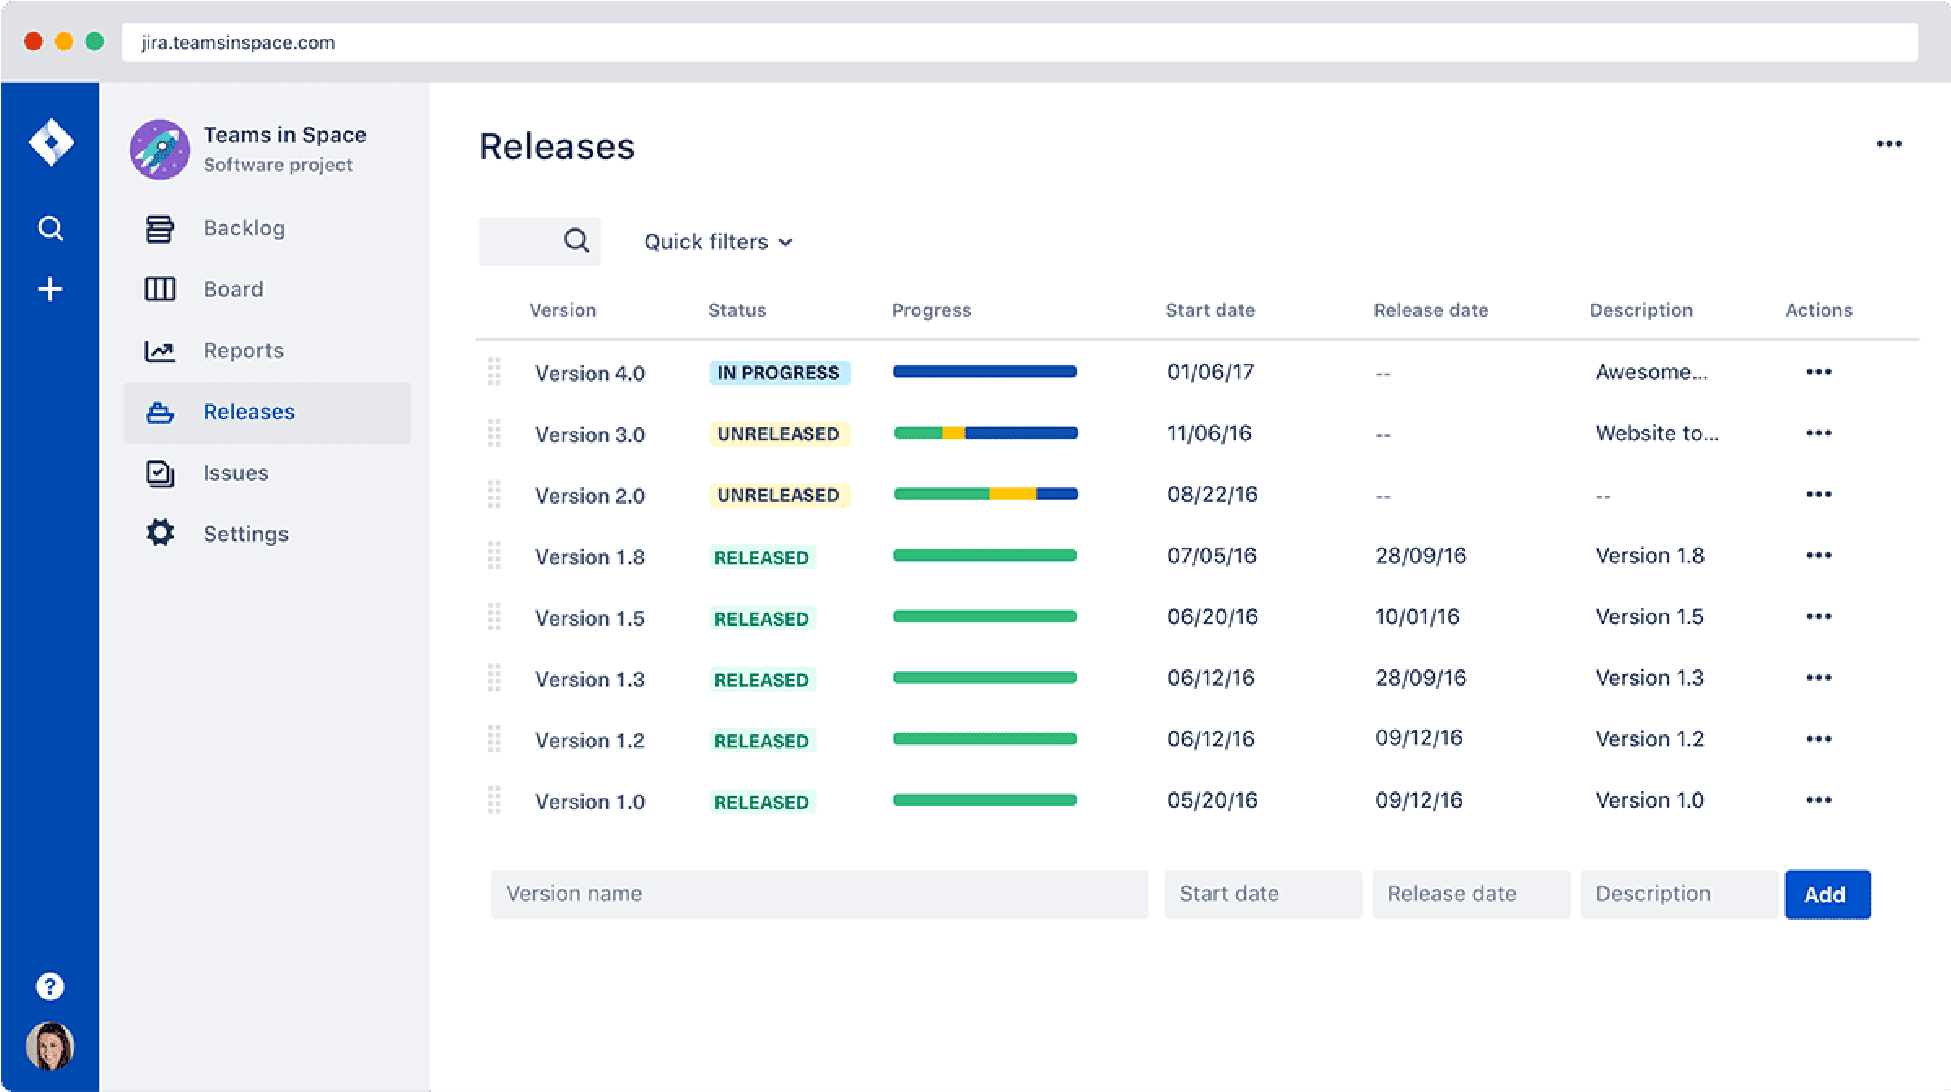 jira.teamsinspace.com
Teams in Space
Software project
Backlog
Board
Reports
Releases
Issues
Settings
Releases
Quick filters
Version Status Progress Start date Release date Description Actions
Version 4.0 IN PROGRESS 01/06/17 -- Awesome...
Version 3.0 UNRELEASED 11/06/16 -- Website to...
Version 2.0 UNRELEASED 08/22/16 -- --
Version 1.8 RELEASED 07/05/16 28/09/16 Version 1.8
Version 1.5 RELEASED 06/20/16 10/01/16 Version 1.5
Version 1.3 RELEASED 06/12/16 28/09/16 Version 1.3
Version 1.2 RELEASED 06/12/16 09/12/16 Version 1.2
Version 1.0 RELEASED 05/20/16 09/12/16 Version 1.0
Version name Start date Release date Description Add
?